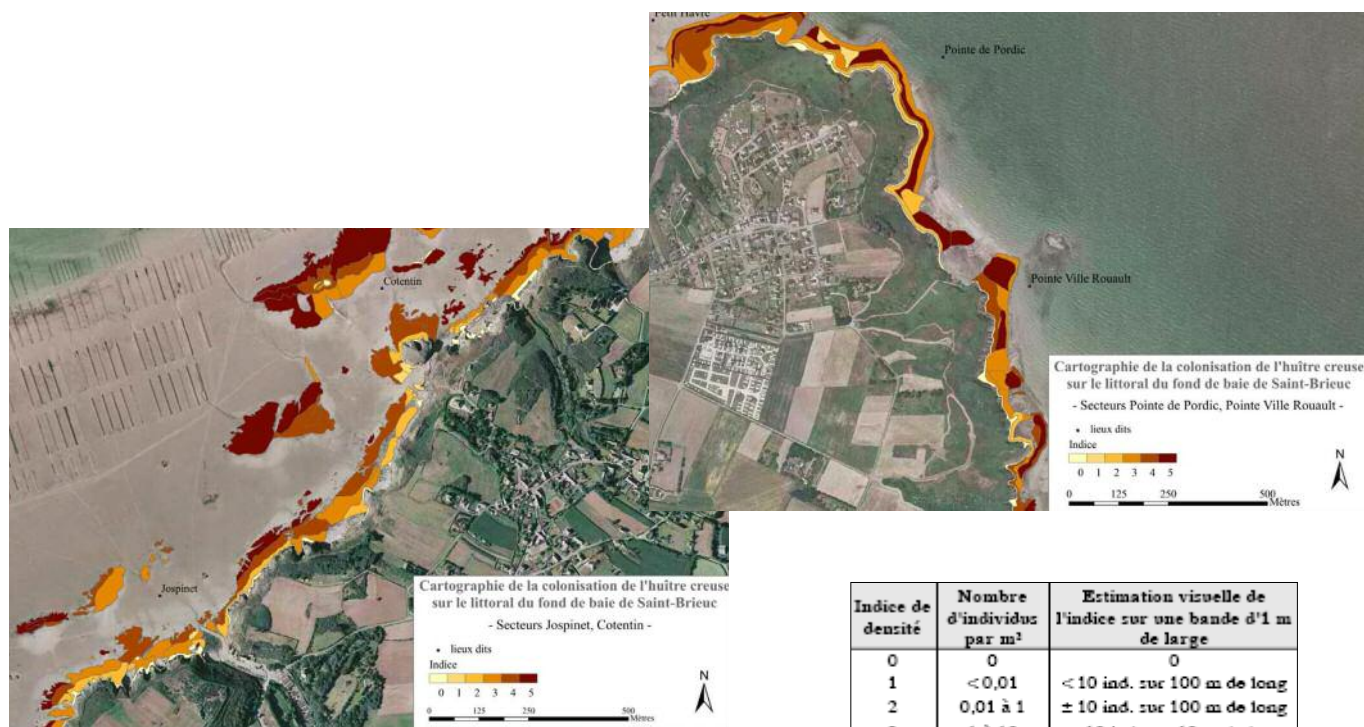 Pointe de Pordic
Pointe Ville Rouault
Cartographie de la colonisation de l'huître creuse
sur le littoral du fond de baie de Saint-Brieuc
- Secteurs Pointe de Pordic, Pointe Ville Rouault -
lieux dits
Indice
0 1 2 3 4 5
N
0 125 250 500
Mètres
Cotentin
Jospinet
Cartographie de la colonisation de l'huître creuse
sur le littoral du fond de baie de Saint-Brieuc
- Secteurs Jospinet, Cotentin -
lieux dits
Indice
0 1 2 3 4 5
N
0 125 250 500
Mètres
Indice de densité
Nombre d'individus par m²
Estimation visuelle de l'indice sur une bande d'1 m de large
0 0 0
1 <0,01 <10 ind. sur 100 m de long
2 0,01 à 1 ± 10 ind. sur 100 m de long